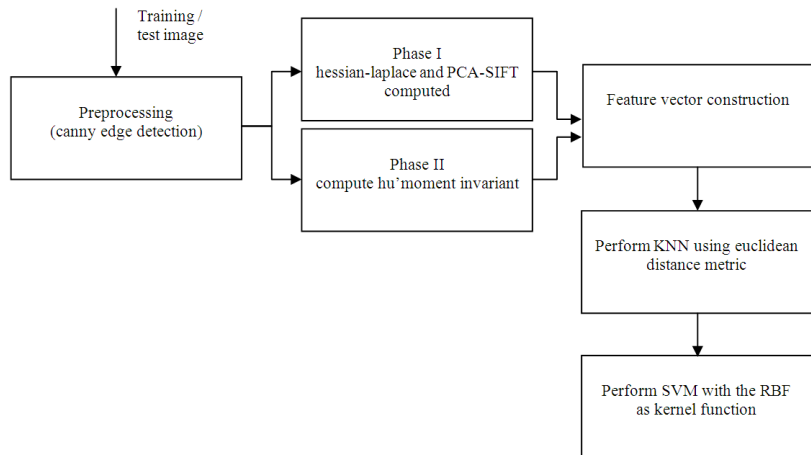 Training /
test image
Preprocessing
(canny edge detection)
Phase I
hessian-laplace and PCA-SIFT
computed
Phase II
compute hu’moment invariant
Feature vector construction
Perform KNN using euclidean
distance metric
Perform SVM with the RBF
as kernel function